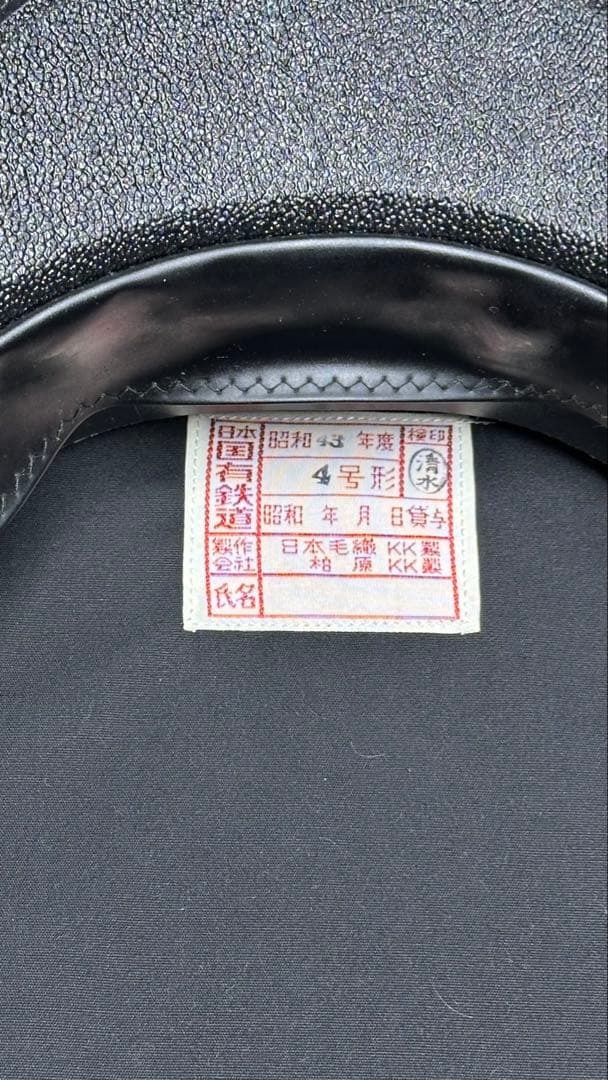 日本国有鉄道
昭和43年度
検印
清水
4号形
昭和 年 月 日貸与
製作会社
日本毛織KK製
柏原KK製
氏名